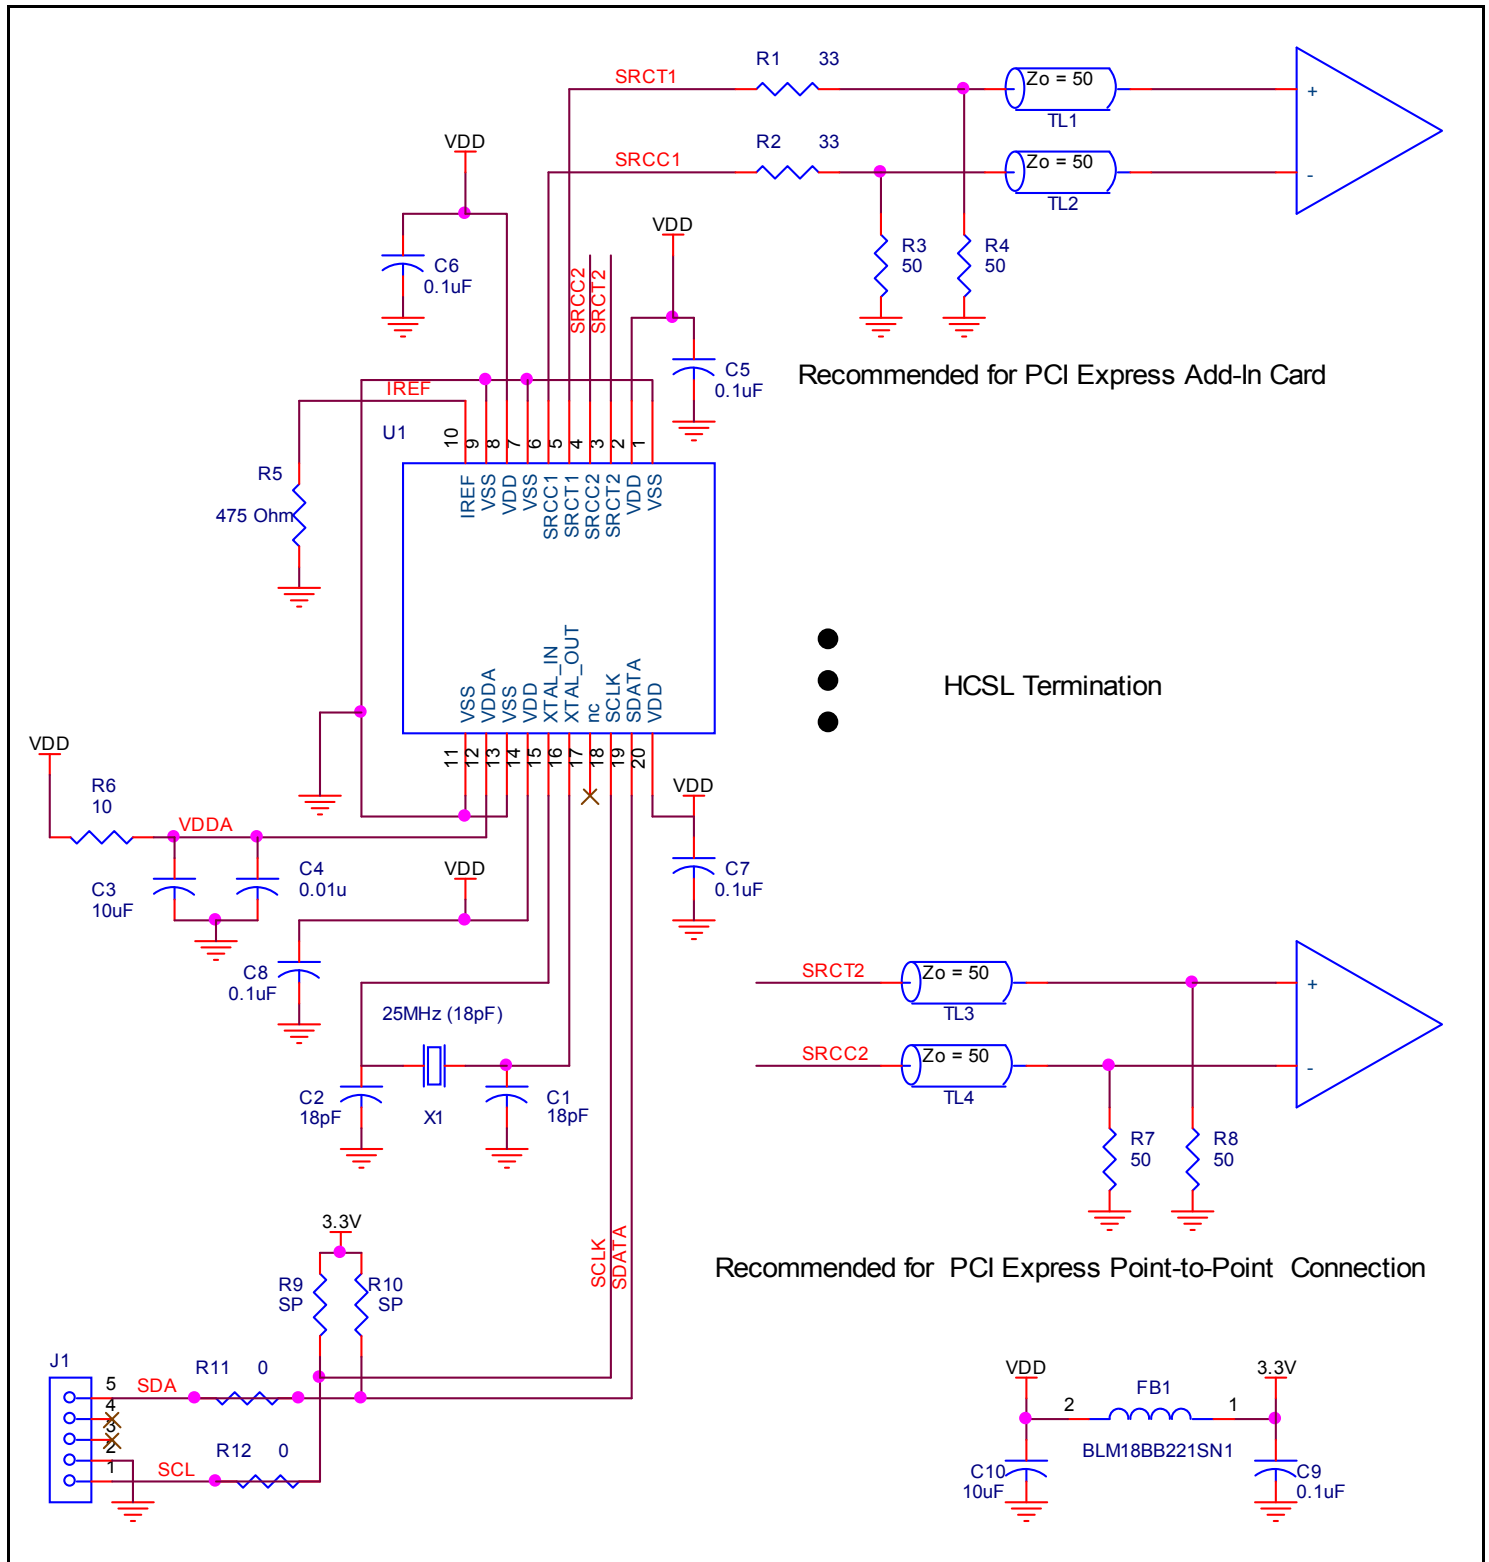 R1 33
SRCT1
Zo = 50
TL1
+
R2 33
SRCC1
Zo = 50
TL2
-
VDD
VDD
R3
50
R4
50
C6
0.1uF
SRCC2
SRCT2
C5
0.1uF
Recommended for PCI Express Add-In Card
IREF
U1
10
9
8
7
6
5
4
3
2
1
IREF
VSS
VDD
VSS
SRCC1
SRCT1
SRCC2
SRCT2
VDD
VSS
R5
475 Ohm
HCSL Termination
VSS
VDDA
VSS
VDD
XTAL_IN
XTAL_OUT
nc
SCLK
SDATA
VDD
11
12
13
14
15
16
17
18
19
20
VDD
R6
10
VDDA
VDD
C3
10uF
C4
0.01u
VDD
C7
0.1uF
C8
0.1uF
SRCT2
Zo = 50
TL3
+
25MHz (18pF)
SRCC2
Zo = 50
TL4
-
C2
18pF
X1
C1
18pF
R7
50
R8
50
3.3V
SCLK
SDATA
Recommended for PCI Express Point-to-Point Connection
R9
SP
R10
SP
J1
5
4
3
2
1
SDA
R11 0
R12 0
SCL
VDD
3.3V
FB1
2
1
BLM18BB221SN1
C10
10uF
C9
0.1uF